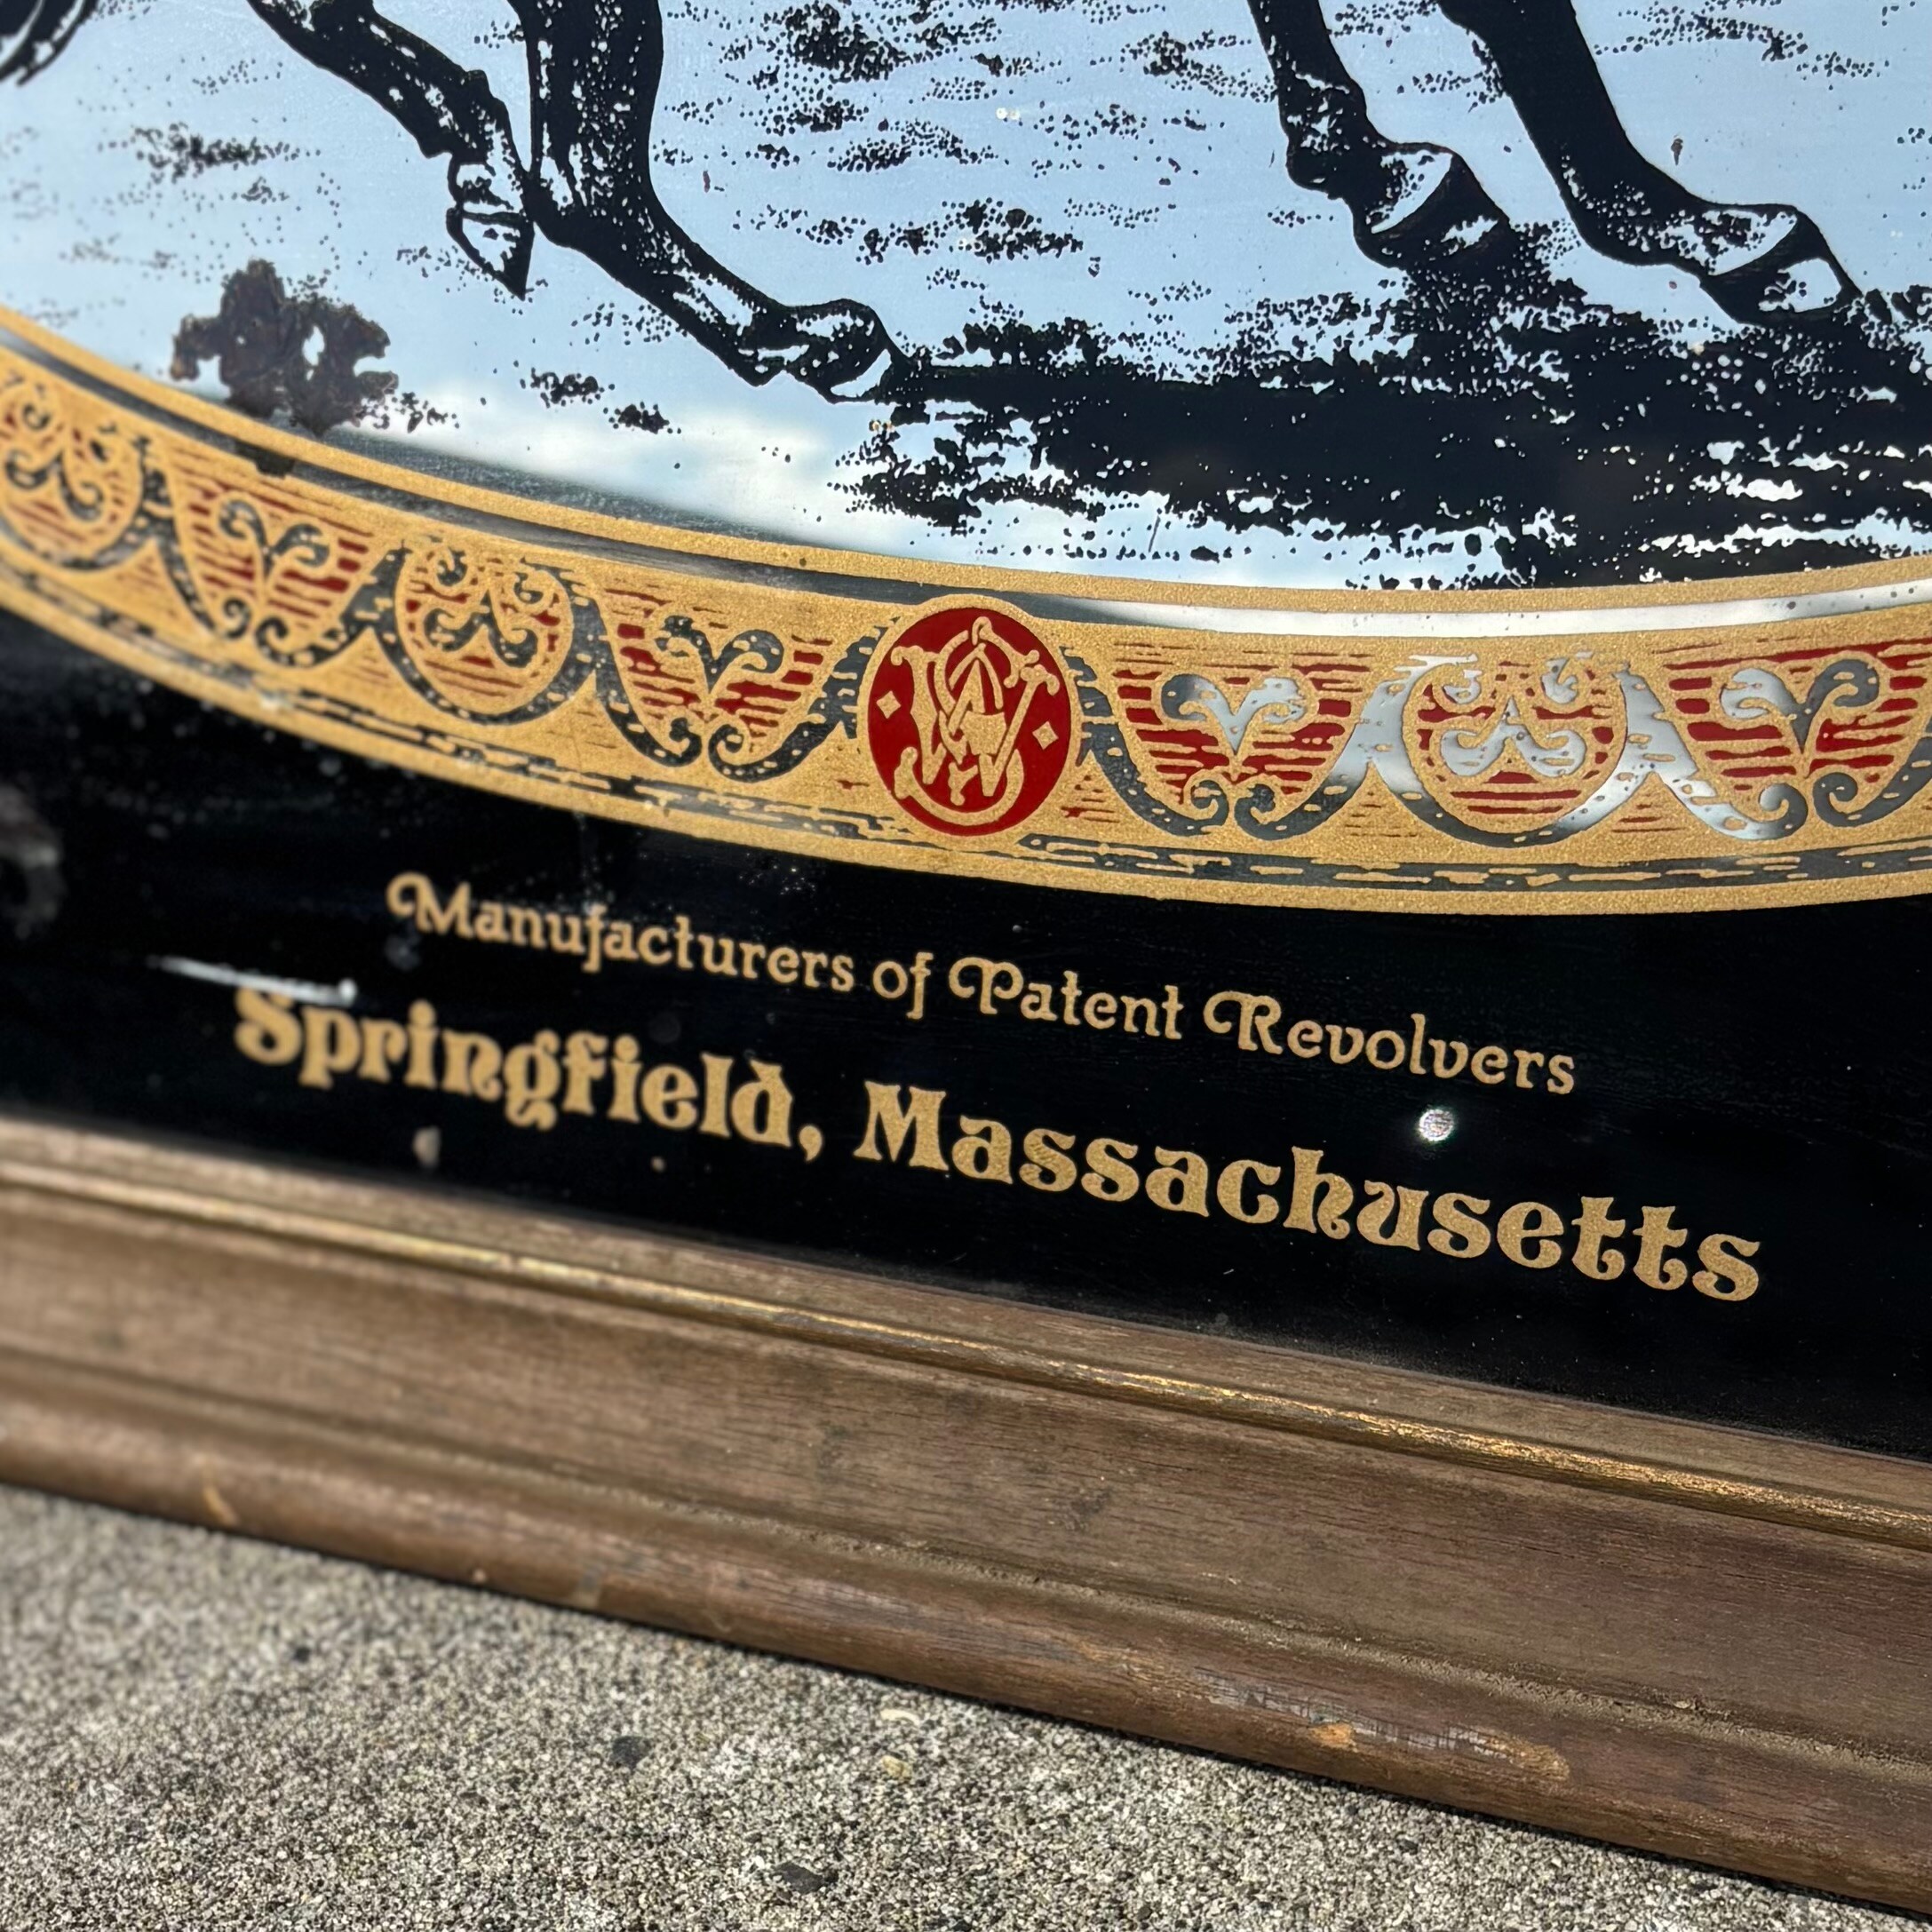 S&W
Manufacturers of Patent Revolvers
Springfield, Massachusetts